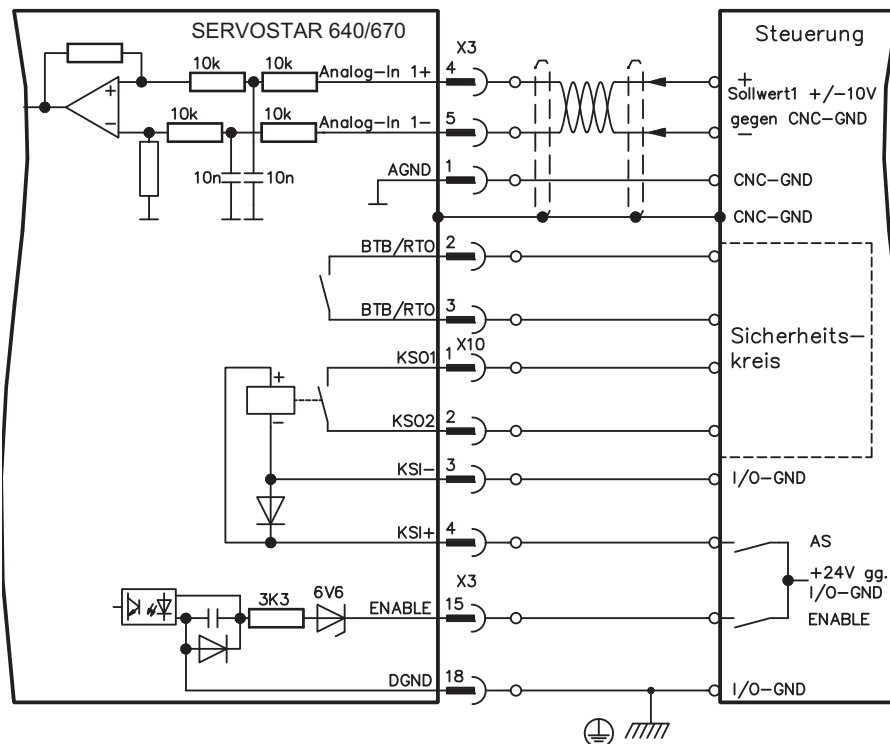 SERVOSTAR 640/670
X3
Steuerung
10k
10k
Analog-In 1+
4
+
Sollwert1 +/-10V
gegen CNC-GND
−
+
−
10k
10k
Analog-In 1-
5
10n
10n
AGND
1
CNC-GND
CNC-GND
BTB/RTO
2
BTB/RTO
3
Sicherheits-
kreis
X10
KSO1
1
+
−
KSO2
2
KSI-
3
I/O-GND
KSI+
4
AS
+24V gg.
I/O-GND
X3
3K3
6V6
ENABLE
15
ENABLE
DGND
18
I/O-GND